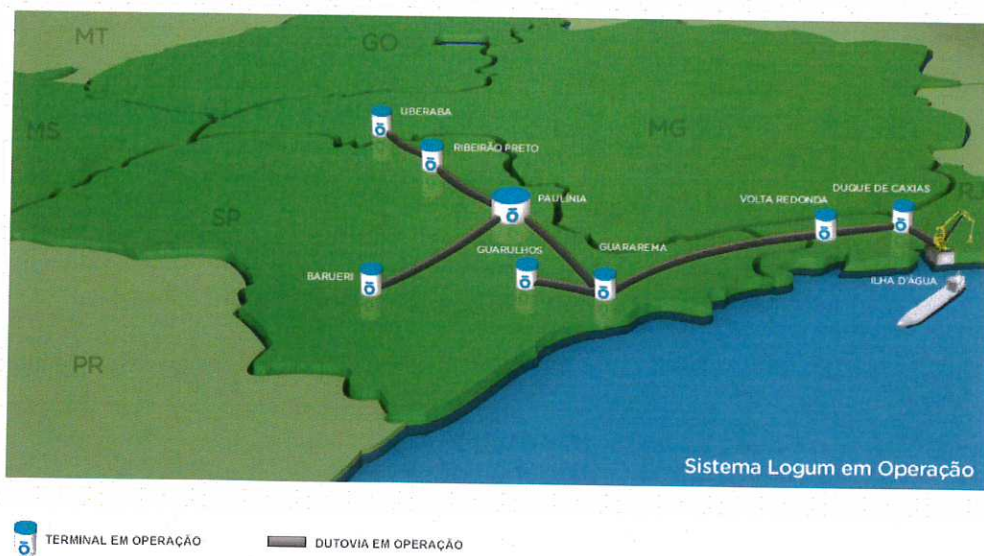 MT
GO
UBERABA
MS
MG
RIBEIRÃO PRETO
DUQUE DE CAXIAS
RJ
PAULÍNIA
VOLTA REDONDA
SP
GUARULHOS
GUARAREMA
BARUERI
ILHA D'ÁGUA
PR
Sistema Logum em Operação
TERMINAL EM OPERAÇÃO
DUTOVIA EM OPERAÇÃO